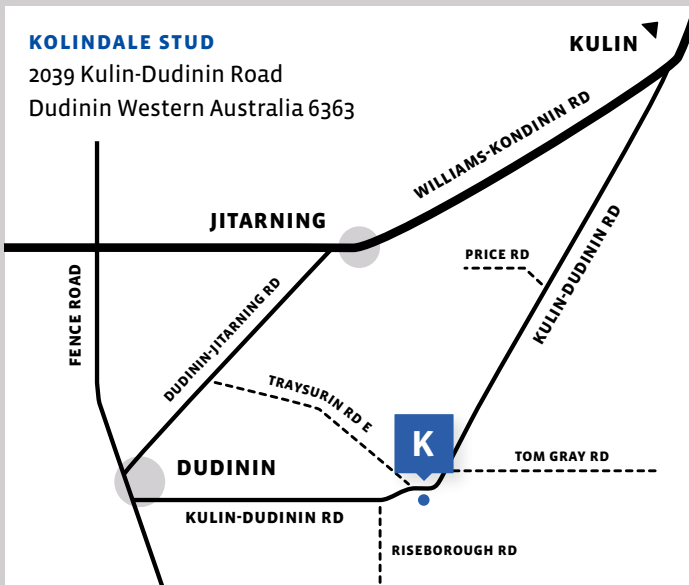 KOLINDALE STUD
2039 Kulin-Dudinin Road
Dudinin Western Australia 6363
KULIN
WILLIAMS-KONDININ RD
JITARNING
PRICE RD
KULIN-DUDININ RD
FENCE ROAD
DUDININ-JITARNING RD
TRAYSURIN RD E
K
TOM GRAY RD
DUDININ
KULIN-DUDININ RD
RISEBOROUGH RD